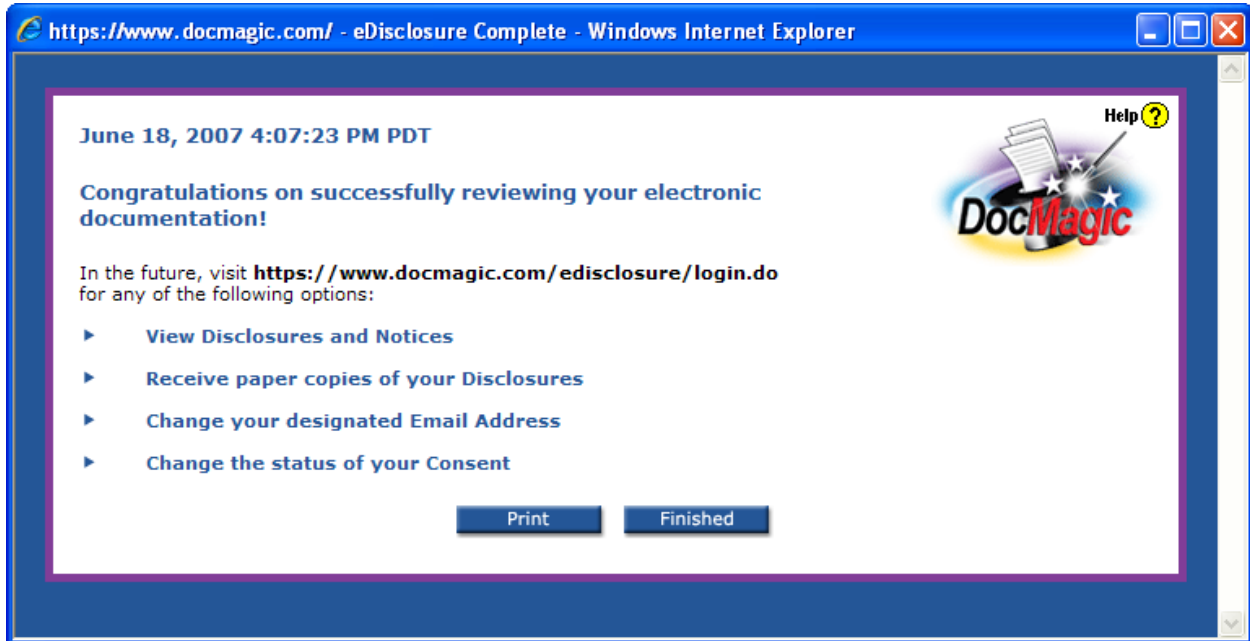 https://www.docmagic.com/ - eDisclosure Complete - Windows Internet Explorer
Help ?
June 18, 2007 4:07:23 PM PDT
DocMagic
Congratulations on successfully reviewing your electronic
documentation!
In the future, visit https://www.docmagic.com/edisclosure/login.do
for any of the following options:
View Disclosures and Notices
Receive paper copies of your Disclosures
Change your designated Email Address
Change the status of your Consent
Print Finished